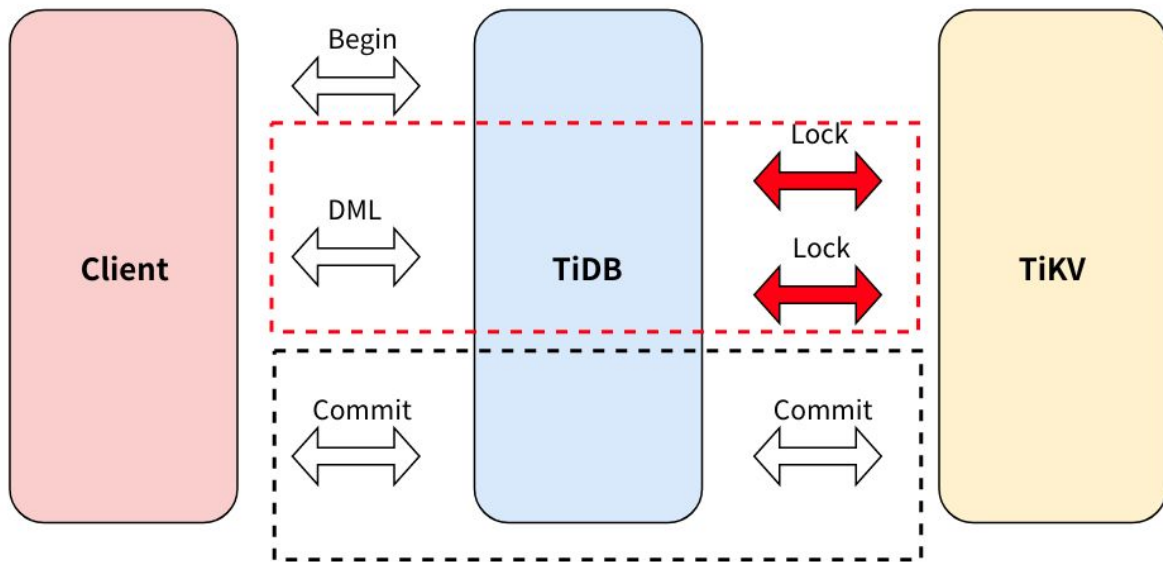 Begin
Lock
DML
Lock
Client
TiDB
TiKV
Commit
Commit